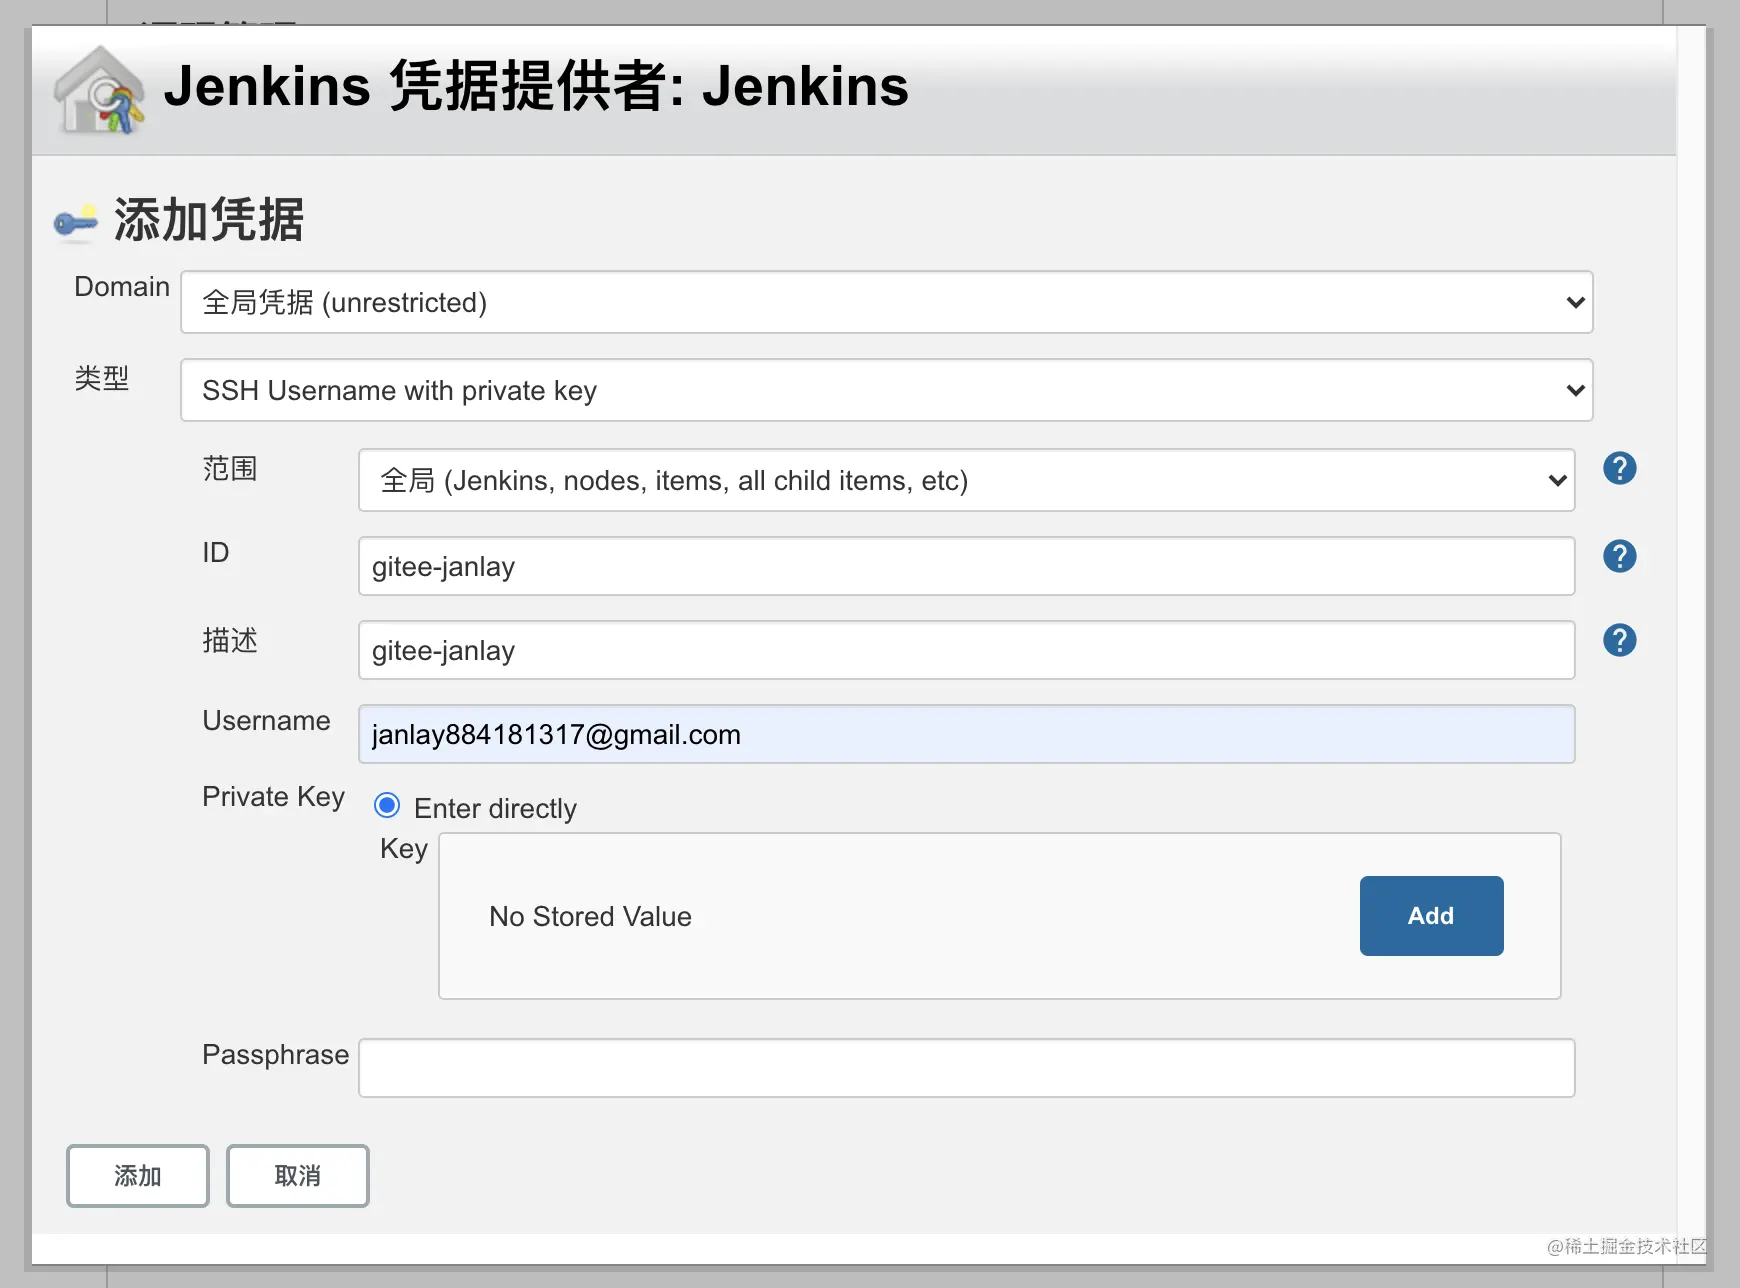 Jenkins 凭据提供者: Jenkins
添加凭据
Domain
全局凭据 (unrestricted)
类型
SSH Username with private key
范围
全局 (Jenkins, nodes, items, all child items, etc)
ID
gitee-janlay
描述
gitee-janlay
Username
janlay884181317@gmail.com
Private Key
Enter directly
Key
No Stored Value
Add
Passphrase
添加
取消
@稀土掘金技术社区